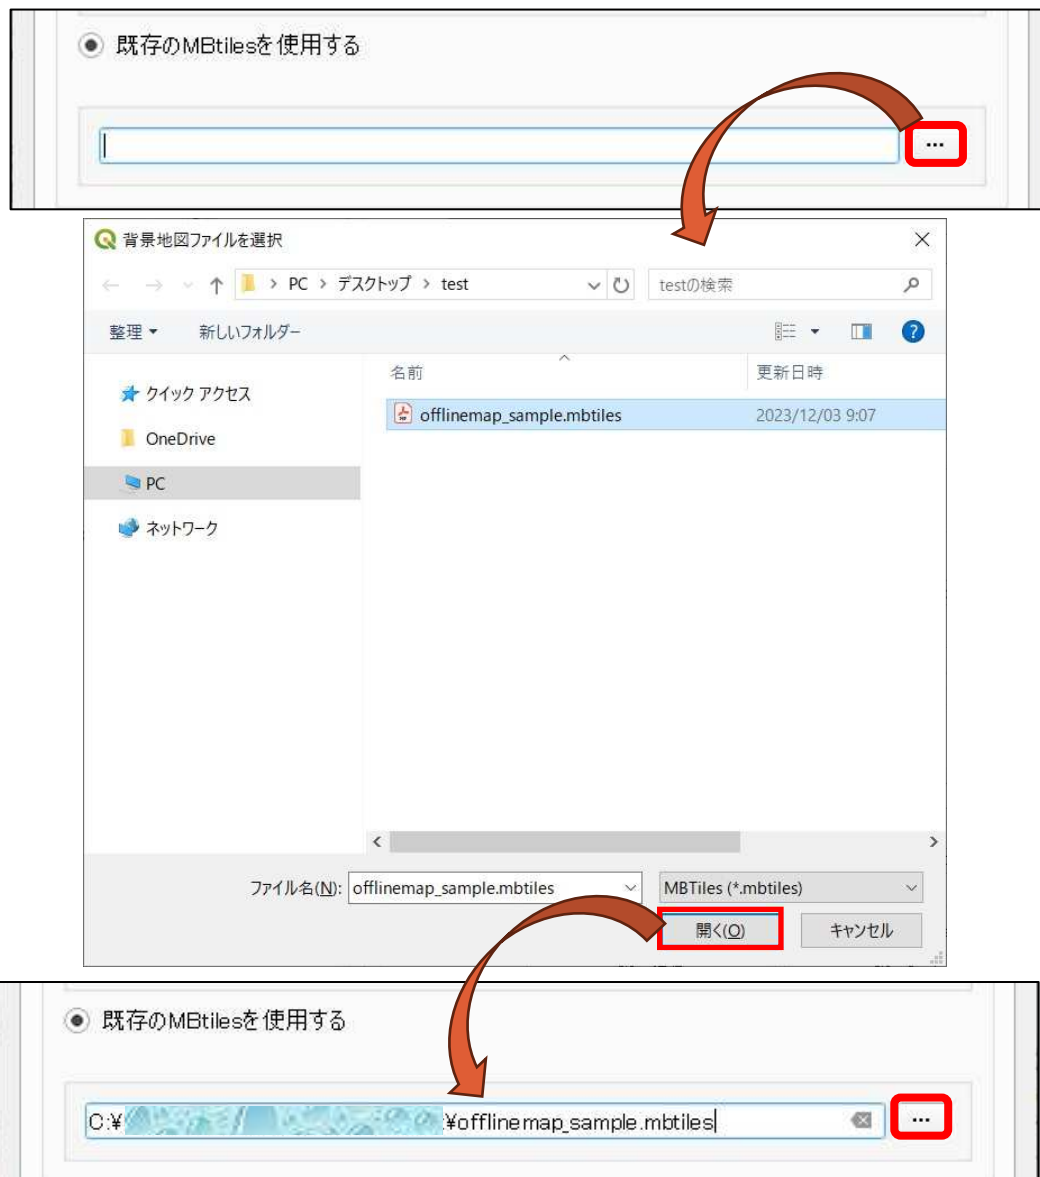 既存のMBtilesを使用する
...
背景地図ファイルを選択
PC > デスクトップ > test
testの検索
整理
新しいフォルダー
名前
更新日時
クイック アクセス
offlinemap_sample.mbtiles
2023/12/03 9:07
OneDrive
PC
ネットワーク
ファイル名(N):
offlinemap_sample.mbtiles
MBTiles (*.mbtiles)
開く(O)
キャンセル
既存のMBtilesを使用する
C:¥
¥offlinemap_sample.mbtiles
...